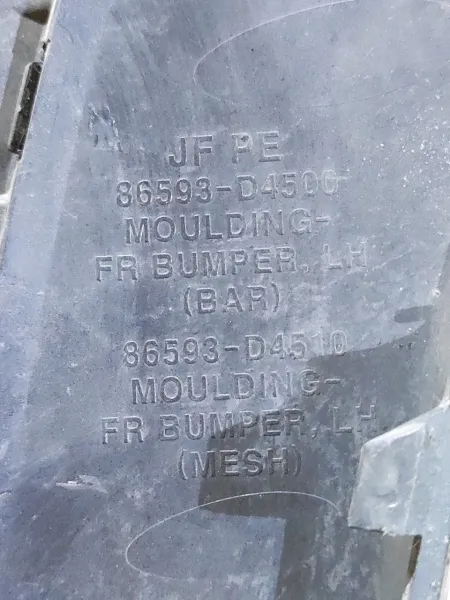 JF PE
86593-D4500
MOULDING-
FR BUMPER, LH
(BAR)
86593-D4510
MOULDING-
FR BUMPER, LH
(MESH)